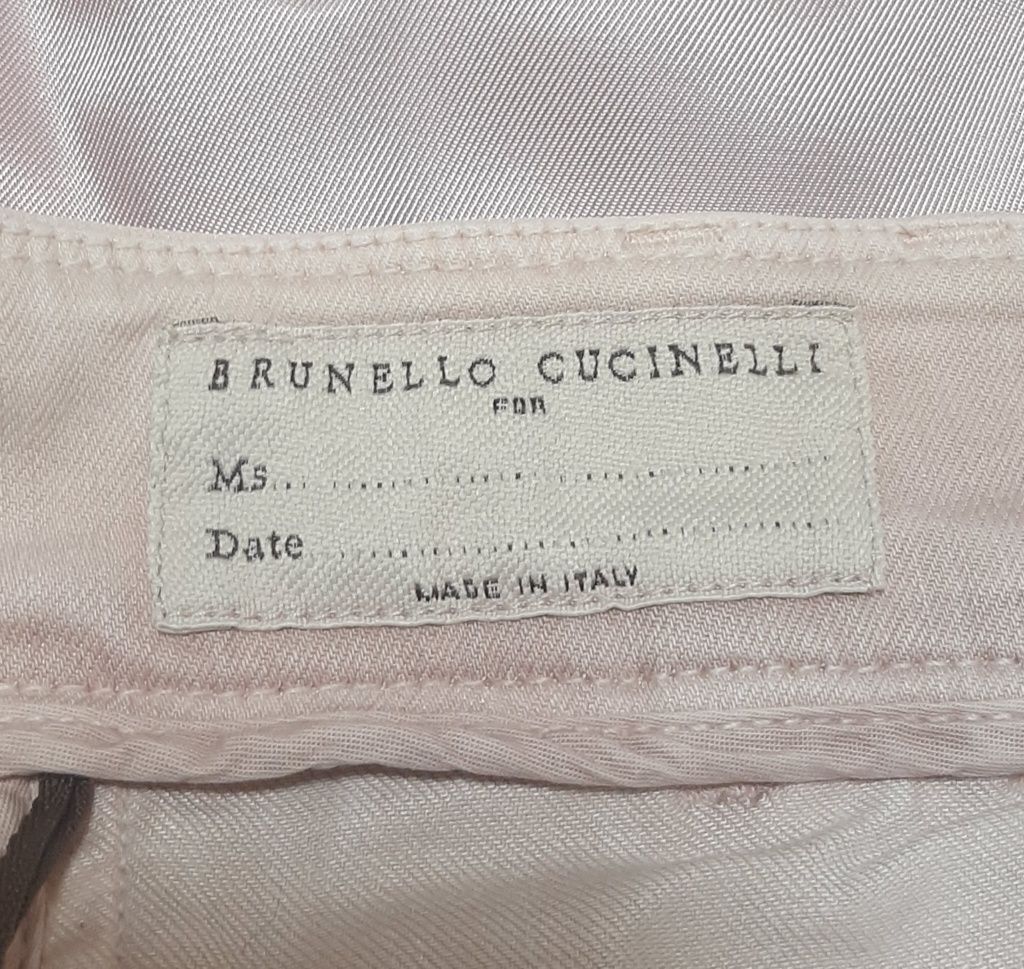 BRUNELLO CUCINELLI
FOR
Ms....................................
Date..................................
MADE IN ITALY